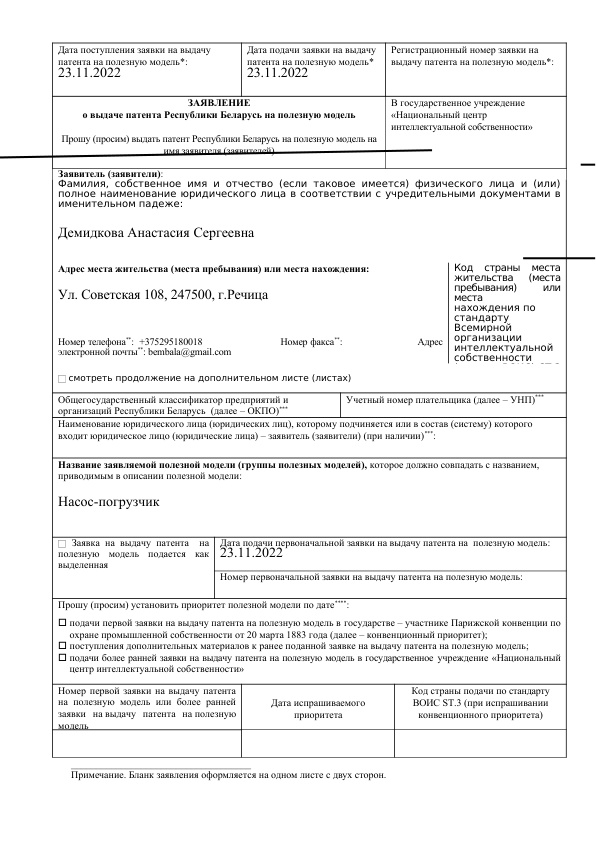 Дата поступления заявки на выдачу
патента на полезную модель*:
23.11.2022
Дата подачи заявки на выдачу
патента на полезную модель*
23.11.2022
Регистрационный номер заявки на
выдачу патента на полезную модель*:
ЗАЯВЛЕНИЕ
о выдаче патента Республики Беларусь на полезную модель
Прошу (просим) выдать патент Республики Беларусь на полезную модель на
имя заявителя (заявителей)
В государственное учреждение
«Национальный центр
интеллектуальной собственности»
Заявитель (заявители):
Фамилия, собственное имя и отчество (если таковое имеется) физического лица и (или)
полное наименование юридического лица в соответствии с учредительными документами в
именительном падеже:
Демидкова Анастасия Сергеевна
Адрес места жительства (места пребывания) или места нахождения:
Ул. Советская 108, 247500, г.Речица
Номер телефона**: +375295180018 Номер факса**: Адрес
электронной почты**: bembala@gmail.com
Код страны места
жительства (места
пребывания) или
места
нахождения по
стандарту
Всемирной
организации
интеллектуальной
собственности
смотреть продолжение на дополнительном листе (листах)
Общегосударственный классификатор предприятий и
организаций Республики Беларусь (далее – ОКПО)***
Учетный номер плательщика (далее – УНП)***
Наименование юридического лица (юридических лиц), которому подчиняется или в состав (систему) которого
входит юридическое лицо (юридические лица) – заявитель (заявители) (при наличии)***:
Название заявляемой полезной модели (группы полезных моделей), которое должно совпадать с названием,
приводимым в описании полезной модели:
Насос-погрузчик
Заявка на выдачу патента на
полезную модель подается как
выделенная
Дата подачи первоначальной заявки на выдачу патента на полезную модель:
23.11.2022
Номер первоначальной заявки на выдачу патента на полезную модель:
Прошу (просим) установить приоритет полезной модели по дате****:
подачи первой заявки на выдачу патента на полезную модель в государстве – участнике Парижской конвенции по
охране промышленной собственности от 20 марта 1883 года (далее – конвенционный приоритет);
поступления дополнительных материалов к ранее поданной заявке на выдачу патента на полезную модель;
подачи более ранней заявки на выдачу патента на полезную модель в государственное учреждение «Национальный
центр интеллектуальной собственности»
Номер первой заявки на выдачу патента
на полезную модель или более ранней
заявки на выдачу патента на полезную
модель
Дата испрашиваемого
приоритета
Код страны подачи по стандарту
ВОИС ST.3 (при испрашивании
конвенционного приоритета)
Примечание. Бланк заявления оформляется на одном листе с двух сторон.